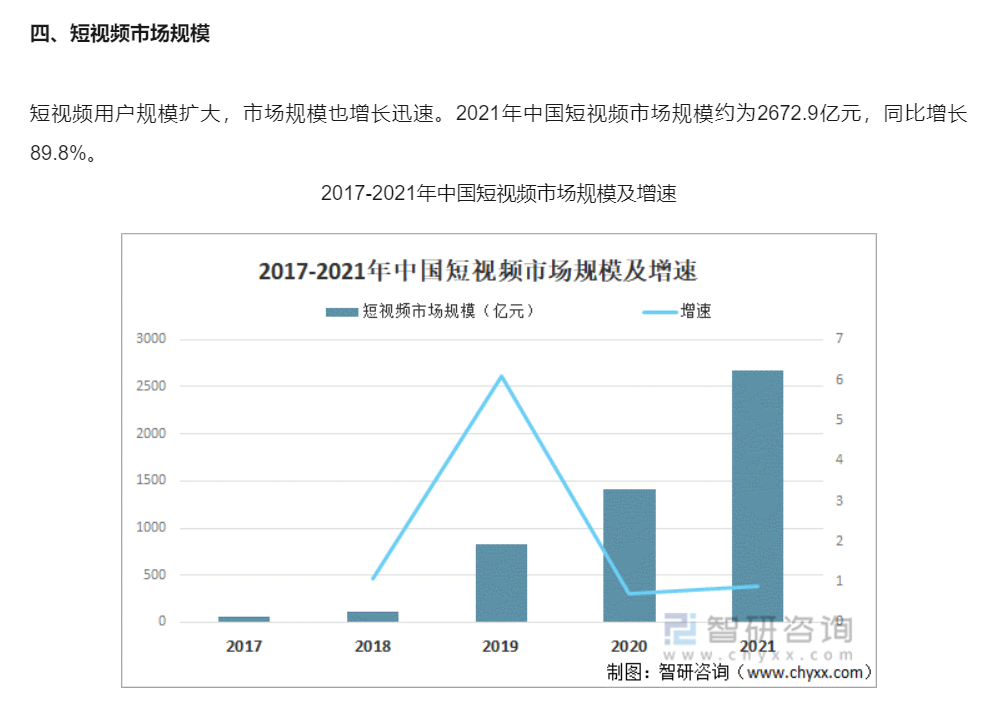 四、短视频市场规模
短视频用户规模扩大，市场规模也增长迅速。2021年中国短视频市场规模约为2672.9亿元，同比增长
89.8%。
2017-2021年中国短视频市场规模及增速
2017-2021年中国短视频市场规模及增速
短视频市场规模（亿元） 增速
3000 7
2500 6
2000 5
1500 4
1000 3
500 2
0 1
0
2017 2018 2019 2020 2021
智研咨询
www.chyxx.com
制图：智研咨询（www.chyxx.com）